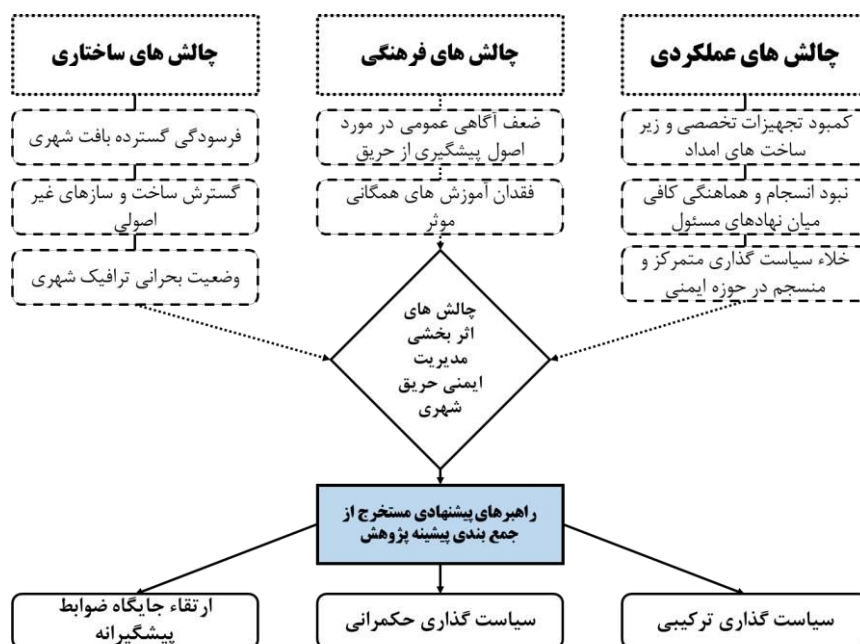 چالش های عملکردی
کمبود تجهیزات تخصصی و زیر
ساخت های امداد
نبود انسجام و هماهنگی کافی
میان نهادهای مسئول
خلاء سیاست گذاری متمرکز و
منسجم در حوزه ایمنی
چالش های فرهنگی
ضعف آگاهی عمومی در مورد
اصول پیشگیری از حریق
فقدان آموزش های همگانی
موثر
چالش های ساختاری
فرسودگی گسترده بافت شهری
گسترش ساخت و سازهای غیر
اصولی
وضعیت بحرانی ترافیک شهری
چالش های
اثر بخشی
مدیریت
ایمنی حریق
شهری
راهبرهای پیشنهادی مستخرج از
جمع بندی پیشینه پژوهش
سیاست گذاری ترکیبی
سیاست گذاری حکمرانی
ارتقاء جایگاه ضوابط
پیشگیرانه